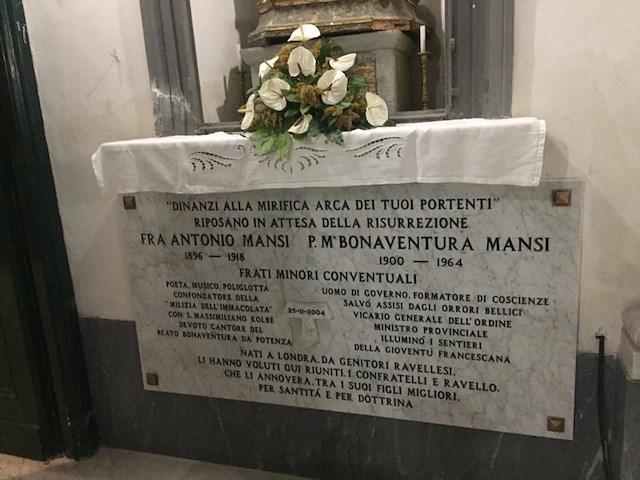 "DINANZI ALLA MIRIFICA ARCA DEI TUOI PORTENTI"
RIPOSANO IN ATTESA DELLA RISURREZIONE
FRA ANTONIO MANSI P. Mº BONAVENTURA MANSI
1896 — 1918 1900 — 1964
FRATI MINORI CONVENTUALI
POETA, MUSICO, POLIGLOTTA
CONFONDATORE DELLA
"MILIZIA DELL'IMMACOLATA"
CON S. MASSIMILIANO KOLBE
DEVOTO CANTORE DEL
BEATO BONAVENTURA DA POTENZA
25-11-2004
UOMO DI GOVERNO, FORMATORE DI COSCIENZE
SALVÒ ASSISI DAGLI ORRORI BELLICI
VICARIO GENERALE DELL'ORDINE
MINISTRO PROVINCIALE
ILLUMINÒ I SENTIERI
DELLA GIOVENTÙ FRANCESCANA
NATI A LONDRA, DA GENITORI RAVELLESI,
LI HANNO VOLUTI QUI RIUNITI, I CONFRATELLI E RAVELLO,
CHE LI ANNOVERA, TRA I SUOI FIGLI MIGLIORI,
PER SANTITÁ E PER DOTTRINA